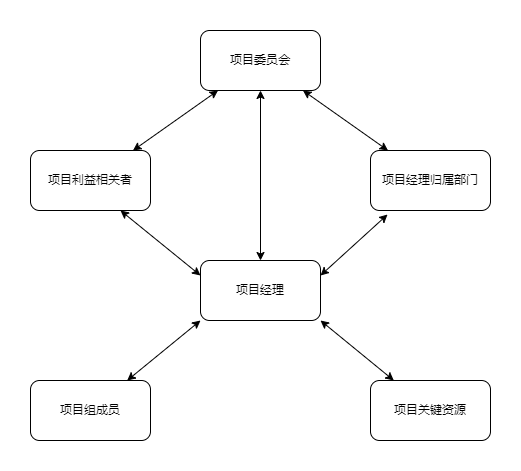 项目委员会
项目利益相关者
项目经理归属部门
项目经理
项目组成员
项目关键资源